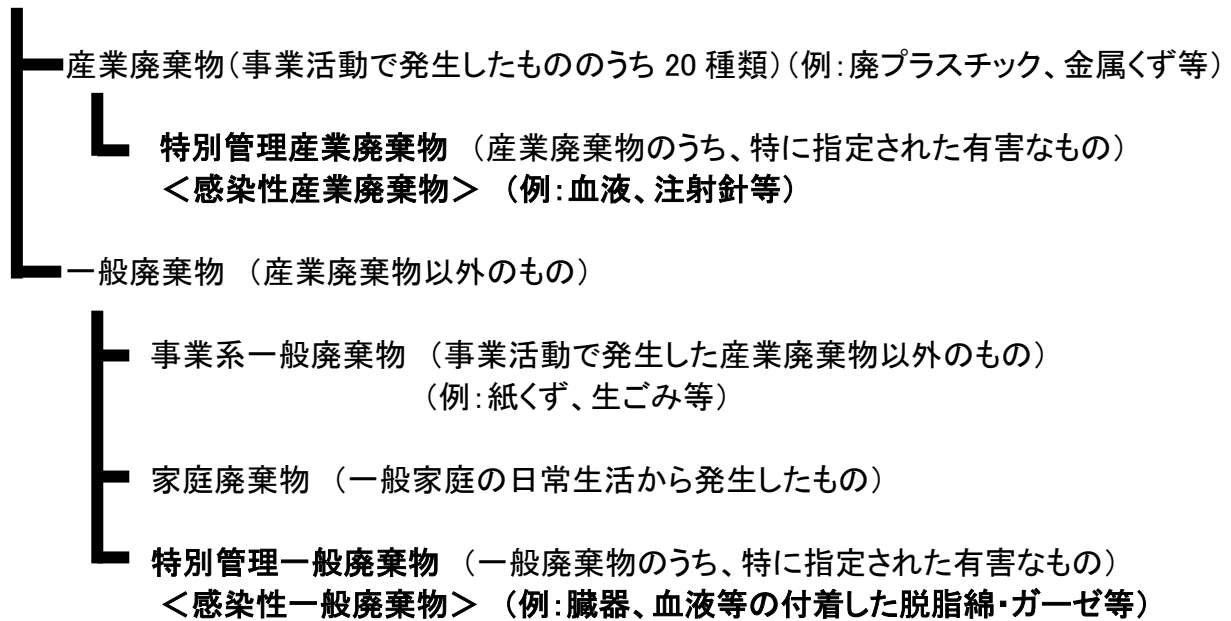 産業廃棄物（事業活動で発生したもののうち 20 種類）（例：廃プラスチック、金属くず等）
特別管理産業廃棄物　（産業廃棄物のうち、特に指定された有害なもの）
＜感染性産業廃棄物＞　（例：血液、注射針等）
一般廃棄物　（産業廃棄物以外のもの）
事業系一般廃棄物　（事業活動で発生した産業廃棄物以外のもの）
（例：紙くず、生ごみ等）
家庭廃棄物　（一般家庭の日常生活から発生したもの）
特別管理一般廃棄物　（一般廃棄物のうち、特に指定された有害なもの）
＜感染性一般廃棄物＞　（例：臓器、血液等の付着した脱脂綿・ガーゼ等）